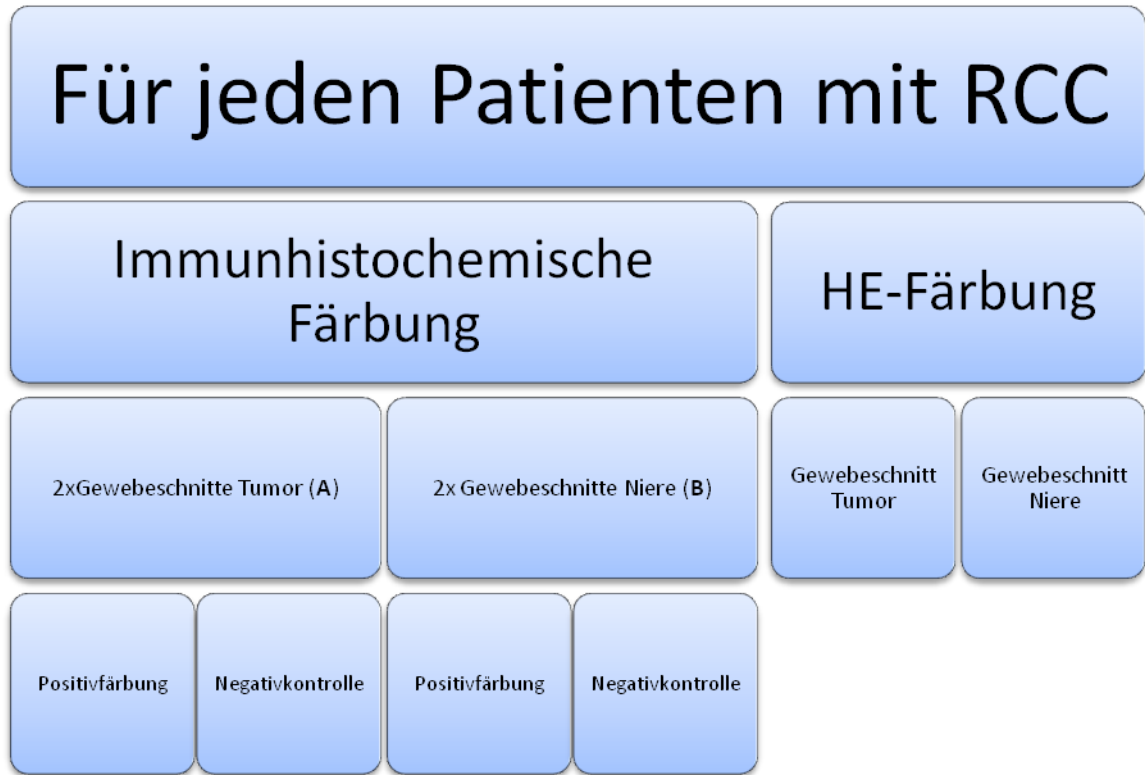 Für jeden Patienten mit RCC
Immunhistochemische
Färbung
HE-Färbung
2xGewebeschnitte Tumor (A)
2x Gewebeschnitte Niere (B)
Gewebeschnitt
Tumor
Gewebeschnitt
Niere
Positivfärbung
Negativkontrolle
Positivfärbung
Negativkontrolle